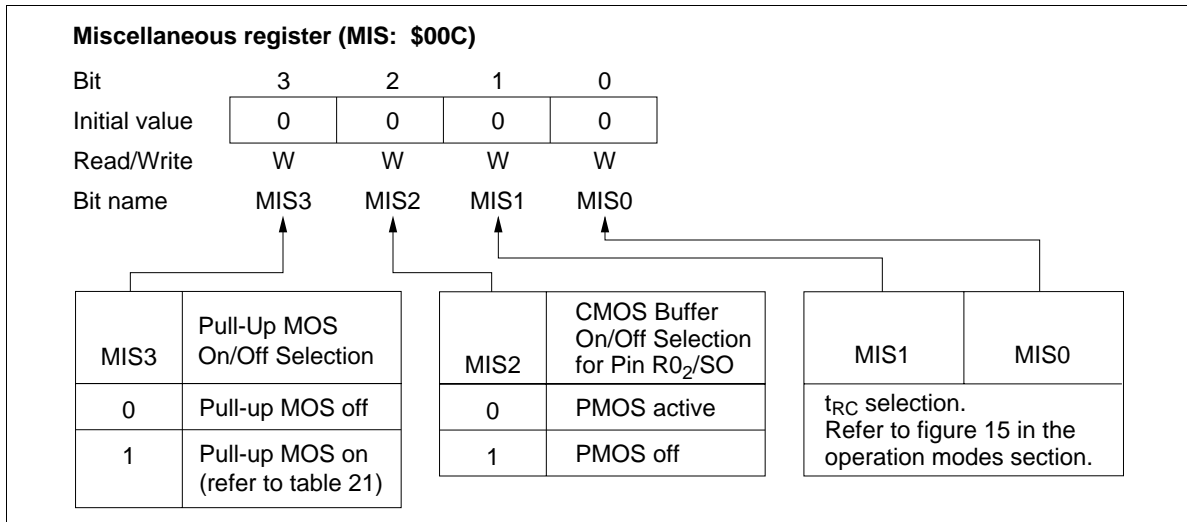 Miscellaneous register (MIS: $00C)
Bit 3 2 1 0
Initial value 0 0 0 0
Read/Write W W W W
Bit name MIS3 MIS2 MIS1 MIS0
MIS3
Pull-Up MOS
On/Off Selection
0 Pull-up MOS off
1 Pull-up MOS on
(refer to table 21)
MIS2
CMOS Buffer
On/Off Selection
for Pin R0₂/SO
0 PMOS active
1 PMOS off
MIS1 MIS0
tRC selection.
Refer to figure 15 in the
operation modes section.